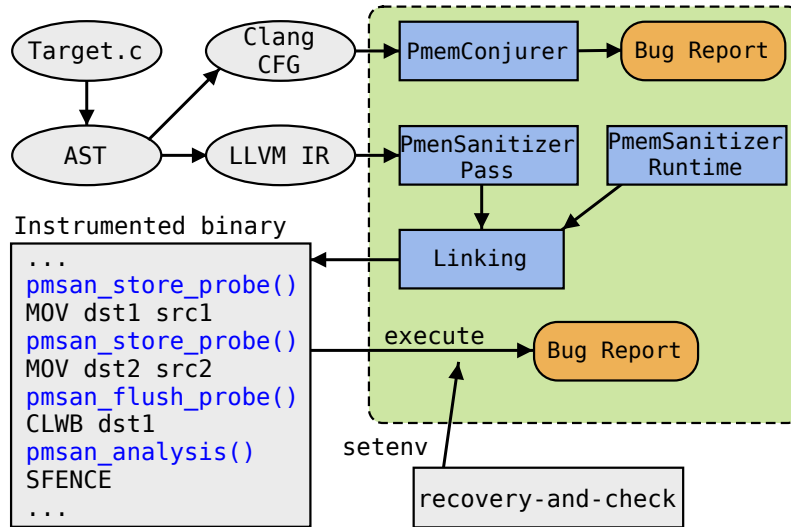 Target.c
Clang
CFG
PmemConjurer
Bug Report
AST
LLVM IR
PmenSanitizer
Pass
PmemSanitizer
Runtime
Linking
Instrumented binary
...
pmsan_store_probe()
MOV dst1 src1
pmsan_store_probe()
MOV dst2 src2
pmsan_flush_probe()
CLWB dst1
pmsan_analysis()
SFENCE
...
execute
Bug Report
setenv
recovery-and-check